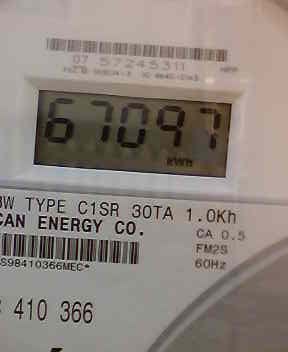 07 57245311
67097
kWh
3W TYPE C1SR 30TA 1.0Kh
CAN ENERGY CO. CA 0.5
FM2S
S98410366MEC* 60Hz
410 366